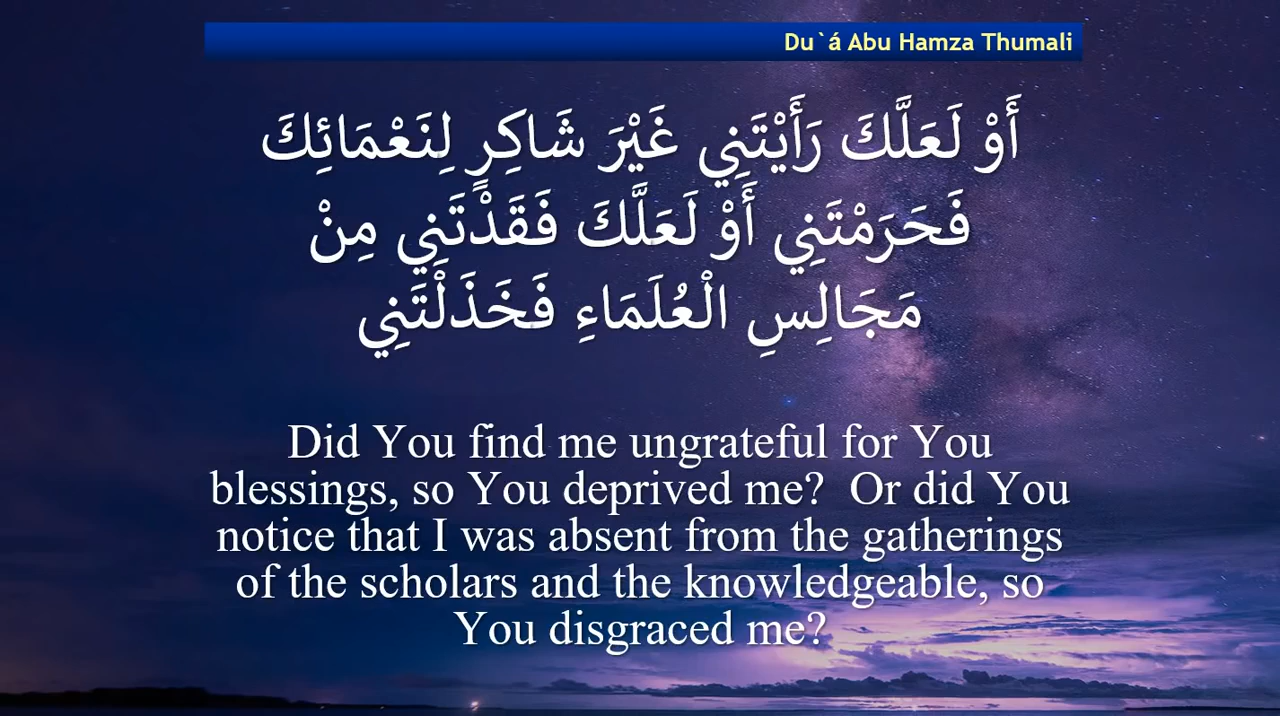 Du`á Abu Hamza Thumali
أَوْ لَعَلَّكَ رَأَيْتَنِي غَيْرَ شَاكِرٍ لِنَعْمَائِكَ
فَحَرَمْتَنِي أَوْ لَعَلَّكَ فَقَدْتَنِي مِنْ
مَجَالِسِ الْعُلَمَاءِ فَخَذَلْتَنِي
Did You find me ungrateful for You
blessings, so You deprived me?  Or did You
notice that I was absent from the gatherings
of the scholars and the knowledgeable, so
You disgraced me?